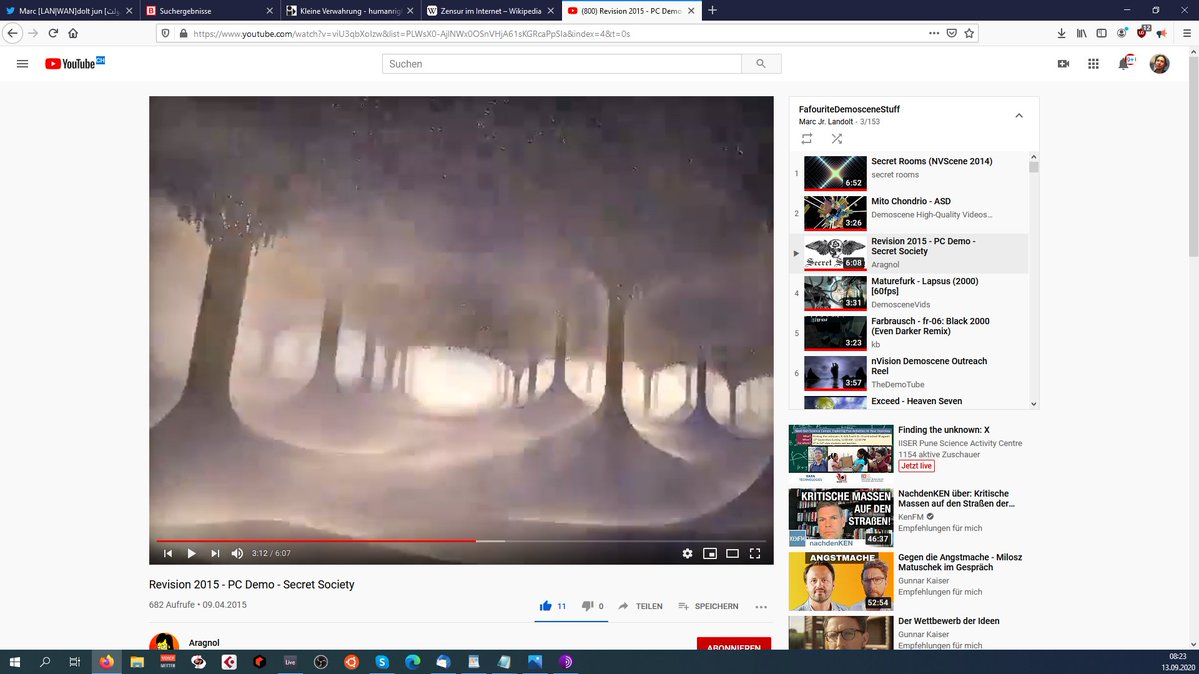 Marc [LAN|WAN]dolt jun
Suchergebnisse
Kleine Verwahrung - humanrig
Zensur im Internet – Wikipedia
(800) Revision 2015 - PC Demo
https://www.youtube.com/watch?v=viU3qbXoIzw&list=PLWsX0-AjINWx0OSnVHjA61sKGRcaPpSIa&index=4&t=0s
YouTube CH
Suchen
9+
FafouriteDemosceneStuff
Marc Jr. Landolt - 3/153
1
6:52
Secret Rooms (NVScene 2014)
secret rooms
2
3:26
Mito Chondrio - ASD
Demoscene High-Quality Videos...
Secret S
6:08
Revision 2015 - PC Demo -
Secret Society
Aragnol
4
3:31
Maturefurk - Lapsus (2000)
[60fps]
DemosceneVids
5
3:23
Farbrausch - fr-06: Black 2000
(Even Darker Remix)
kb
6
3:57
nVision Demoscene Outreach
Reel
TheDemoTube
Exceed - Heaven Seven
Finding the unknown: X
IISER Pune Science Activity Centre
1154 aktive Zuschauer
Jetzt live
KRITISCHE MASSEN
AUF DEN
STRAßEN!
KENFM
nachdenKEN
46:37
NachdenKEN über: Kritische
Massen auf den Straßen der...
KenFM
Empfehlungen für mich
ANGSTMACHE
52:54
Gegen die Angstmache - Milosz
Matuschek im Gespräch
Gunnar Kaiser
Empfehlungen für mich
Der Wettbewerb der Ideen
Gunnar Kaiser
Empfehlungen für mich
3:12 / 6:07
Revision 2015 - PC Demo - Secret Society
682 Aufrufe • 09.04.2015
11
0
TEILEN
SPEICHERN
Aragnol
ABONNIEREN
Live
08:23
13.09.2020